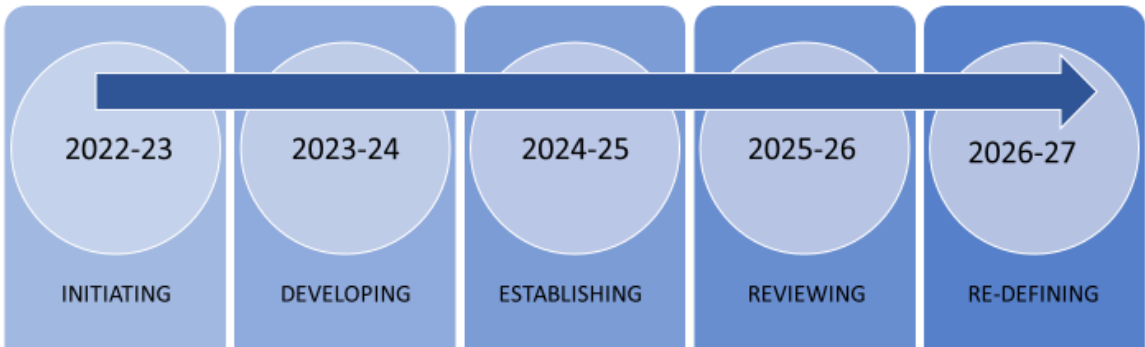 2022-23
2023-24
2024-25
2025-26
2026-27
INITIATING
DEVELOPING
ESTABLISHING
REVIEWING
RE-DEFINING